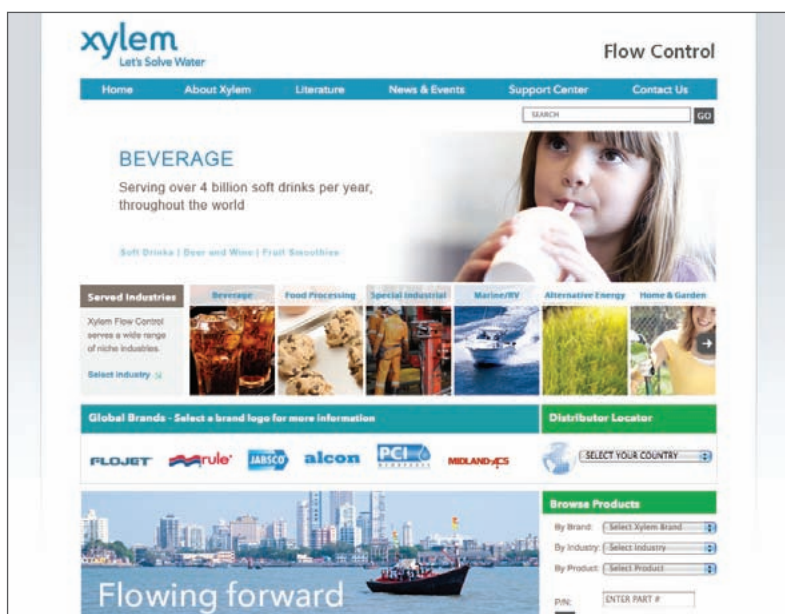 xylem
Let's Solve Water
Flow Control
Home About Xylem Literature News & Events Support Center Contact Us
SEARCH GO
BEVERAGE
Serving over 4 billion soft drinks per year,
throughout the world
Soft Drinks | Beer and Wine | Fruit Smoothies
Served Industries Beverage Food Processing Special Industrial Marine/RV Alternative Energy Home & Garden
Xylem Flow Control
serves a wide range
of niche industries.
Select Industry
Global Brands - Select a brand logo for more information
Distributor Locator
FLOJET rule JABSCO alcon PCI MIDLAND-ACS
SELECT YOUR COUNTRY
Browse Products
By Brand: Select Xylem Brand
By Industry: Select Industry
By Product: Select Product
P/N: ENTER PART #
Flowing forward